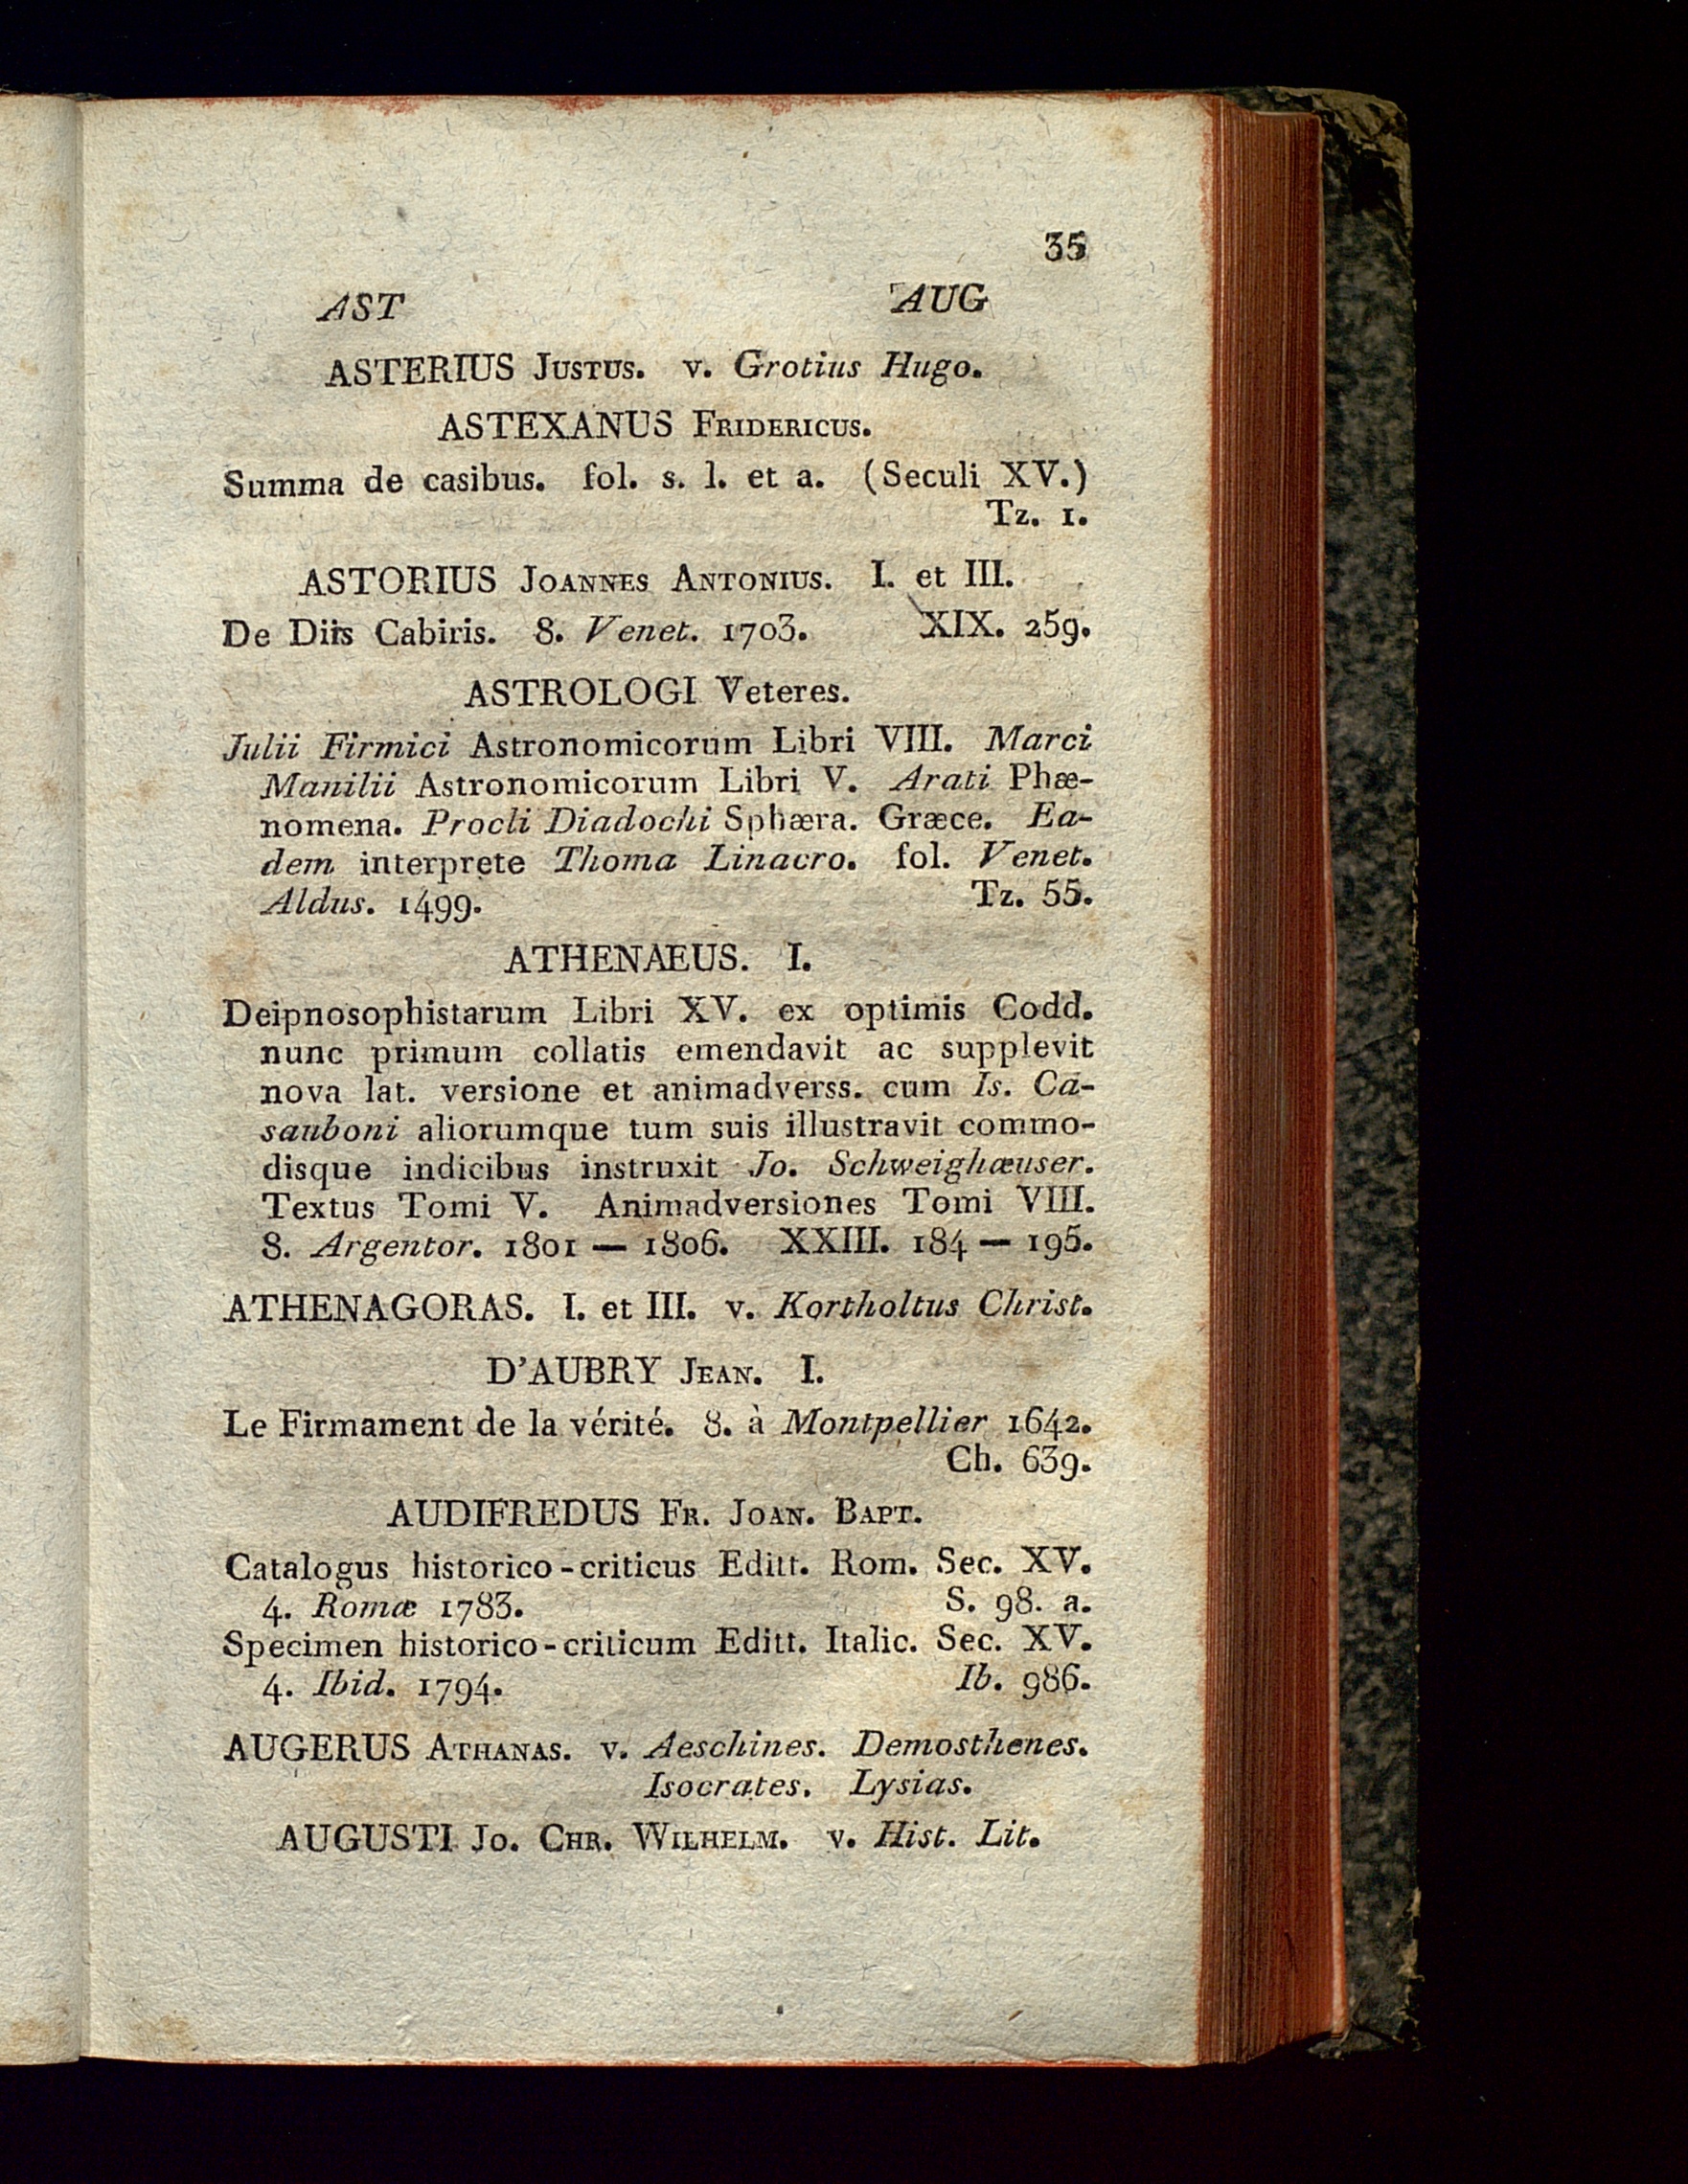 35
AST AUG
ASTERIUS JUSTUS. v. Grotius Hugo.
ASTEXANUS FRIDERICUS.
Summa de casibus. fol. s. l. et a. (Seculi XV.)
Tz. 1.
ASTORIUS JOANNES ANTONIUS. I. et III.
De Diis Cabiris. 8. Venet. 1703. XIX. 259.
ASTROLOGI Veteres.
Julii Firmici Astronomicorum Libri VIII. Marci
Manilii Astronomicorum Libri V. Arati Phæ-
nomena. Procli Diadochi Sphæra. Græce. Ea-
dem interprete Thoma Linacro. fol. Venet.
Aldus. 1499. Tz. 55.
ATHENAEUS. I.
Deipnosophistarum Libri XV. ex optimis Codd.
nunc primum collatis emendavit ac supplevit
nova lat. versione et animadverss. cum Is. Ca-
sauboni aliorumque tum suis illustravit commo-
disque indicibus instruxit Jo. Schweighæuser.
Textus Tomi V. Animadversiones Tomi VIII.
8. Argentor. 1801 — 1806. XXIII. 184 — 195.
ATHENAGORAS. I. et III. v. Kortholtus Christ.
D'AUBRY JEAN. I.
Le Firmament de la vérité. 8. à Montpellier 1642.
Ch. 639.
AUDIFREDUS FR. JOAN. BAPT.
Catalogus historico-criticus Editt. Rom. Sec. XV.
4. Romæ 1783. S. 98. a.
Specimen historico-criticum Editt. Italic. Sec. XV.
4. Ibid. 1794. Ib. 986.
AUGERUS ATHANAS. v. Aeschines. Demosthenes.
Isocrates. Lysias.
AUGUSTI JO. CHR. WILHELM. v. Hist. Lit.